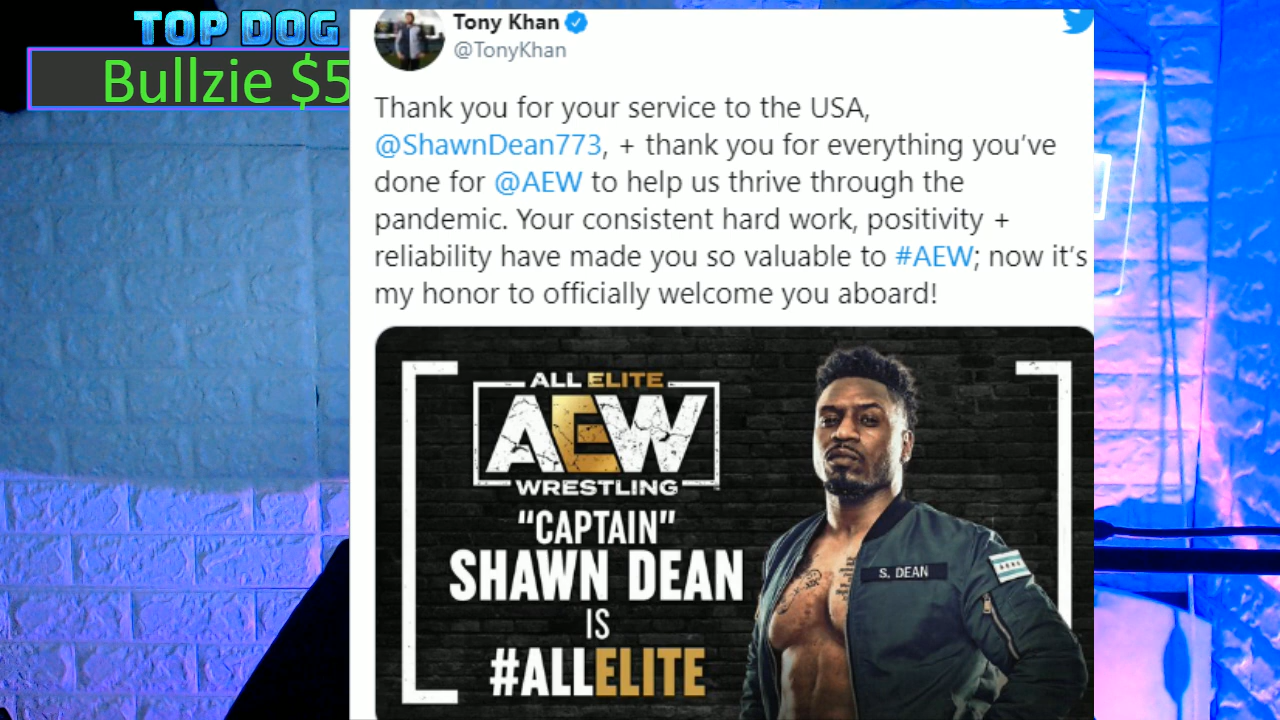 TOP DOG
Bullzie $5
Tony Khan
@TonyKhan
Thank you for your service to the USA,
@ShawnDean773, + thank you for everything you've
done for @AEW to help us thrive through the
pandemic. Your consistent hard work, positivity +
reliability have made you so valuable to #AEW; now it's
my honor to officially welcome you aboard!
ALL ELITE
AEW
WRESTLING
"CAPTAIN"
SHAWN DEAN
IS
#ALLELITE
S. DEAN